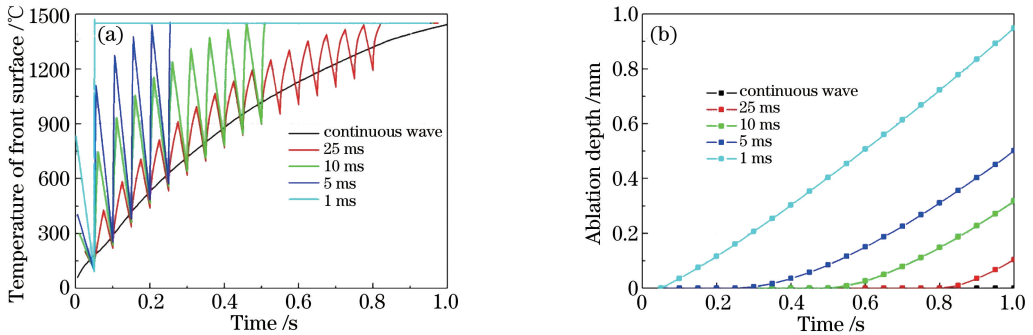 (a)
Temperature of front surface /°C
1500
1200
900
600
300
0
continuous wave
25 ms
10 ms
5 ms
1 ms
0
0.2
0.4
0.6
0.8
1.0
Time /s
(b)
Ablation depth /mm
1.0
0.8
0.6
0.4
0.2
0
continuous wave
25 ms
10 ms
5 ms
1 ms
0
0.2
0.4
0.6
0.8
1.0
Time /s